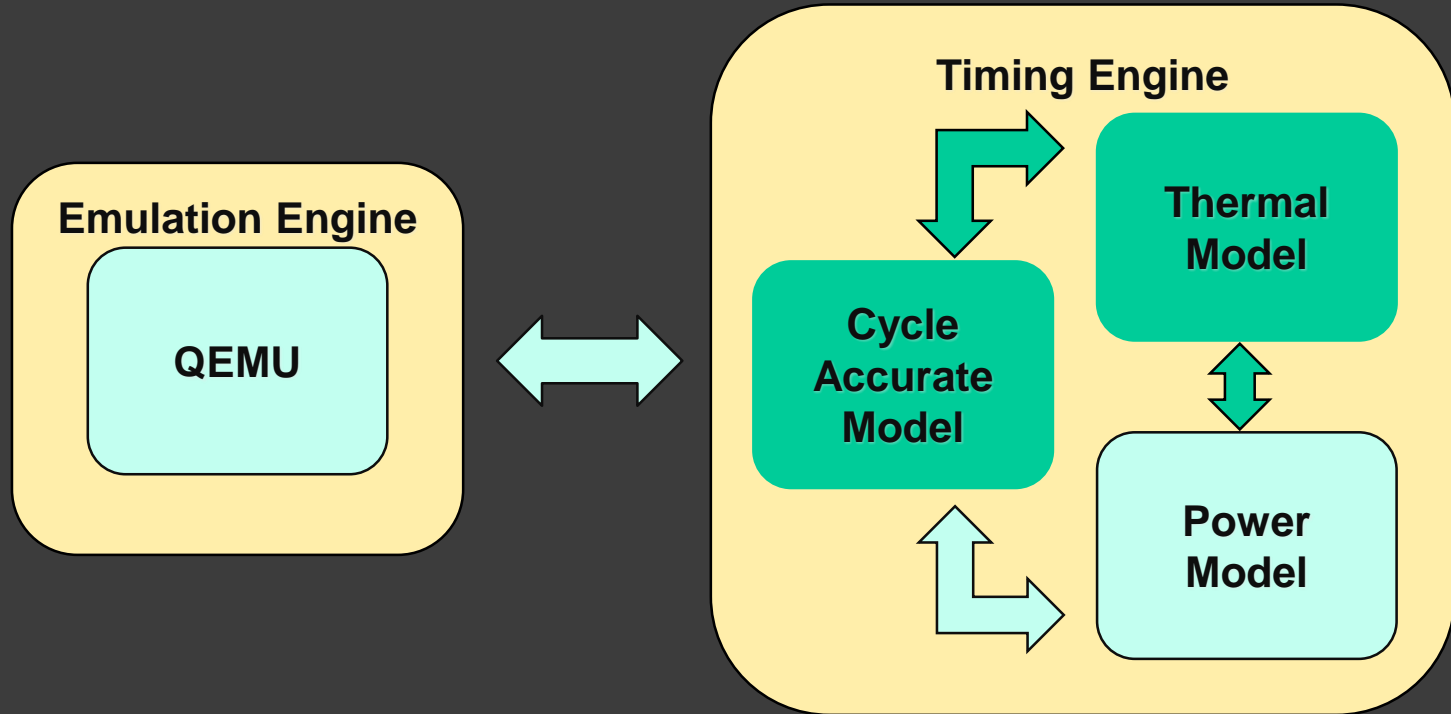 Emulation Engine
QEMU
Timing Engine
Cycle
Accurate
Model
Thermal
Model
Power
Model